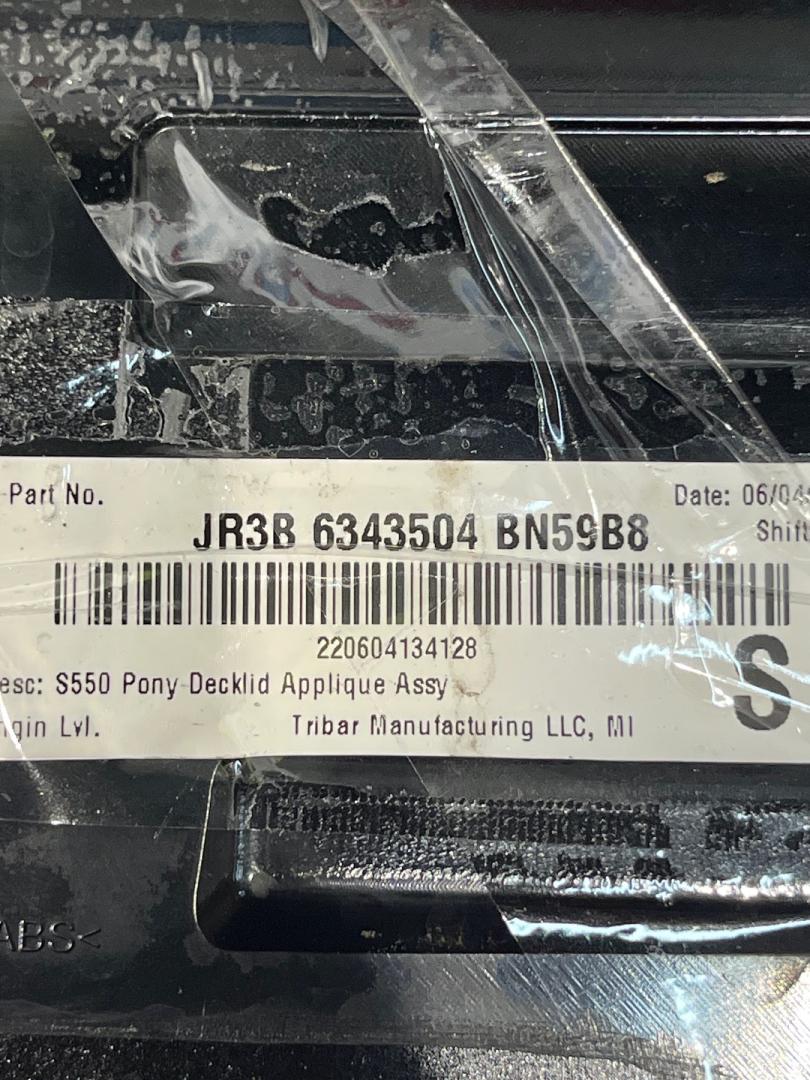 Part No.
Date: 06/04
JR3B 6343504 BN59B8
Shift
220604134128
esc: S550 Pony Decklid Applique Assy
S
gin Lvl.
Tribar Manufacturing LLC, MI
ABS<